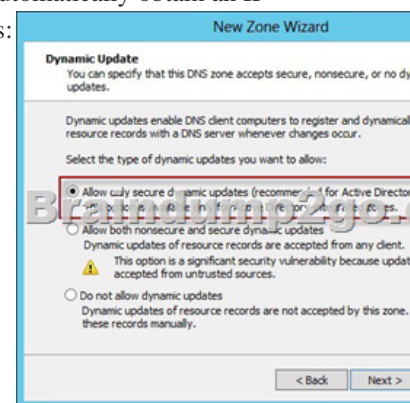 automatically obtain an IP
s:
New Zone Wizard
Dynamic Update
You can specify that this DNS zone accepts secure, nonsecure, or no dy
updates.
Dynamic updates enable DNS client computers to register and dynamical
resource records with a DNS server whenever changes occur.
Select the type of dynamic updates you want to allow:
Allow only secure dynamic updates (recommended for Active Director
Braindump2go.c
Allow both nonsecure and secure dynamic updates
Dynamic updates of resource records are accepted from any client.
This option is a significant security vulnerability because updat
accepted from untrusted sources.
Do not allow dynamic updates
Dynamic updates of resource records are not accepted by this zone.
these records manually.
< Back Next >